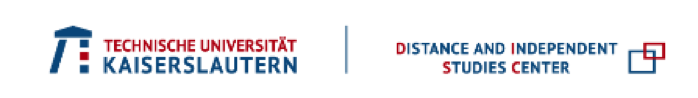 TECHNISCHE UNIVERSITÄT
KAISERSLAUTERN
DISTANCE AND INDEPENDENT
STUDIES CENTER